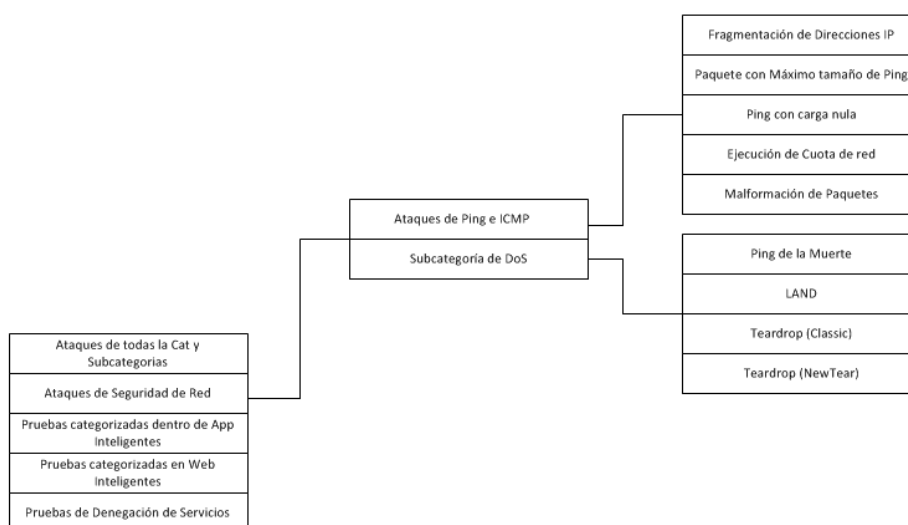 Fragmentación de Direcciones IP
Paquete con Máximo tamaño de Ping
Ping con carga nula
Ejecución de Cuota de red
Malformación de Paquetes
Ataques de Ping e ICMP
Subcategoría de DoS
Ping de la Muerte
LAND
Teardrop (Classic)
Teardrop (NewTear)
Ataques de todas la Cat y
Subcategorias
Ataques de Seguridad de Red
Pruebas categorizadas dentro de App
Inteligentes
Pruebas categorizadas en Web
Inteligentes
Pruebas de Denegación de Servicios